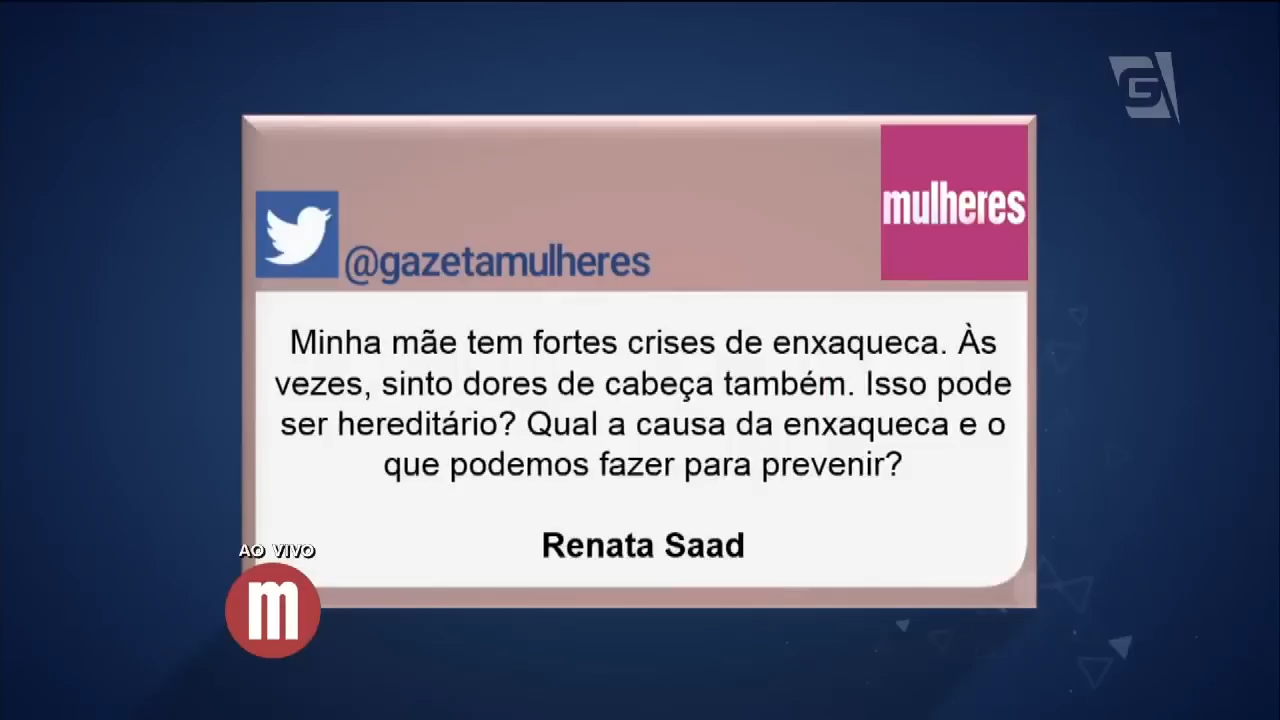 mulheres
@gazetamulheres
Minha mãe tem fortes crises de enxaqueca. Às
vezes, sinto dores de cabeça também. Isso pode
ser hereditário? Qual a causa da enxaqueca e o
que podemos fazer para prevenir?
Renata Saad
AO VIVO
m
G